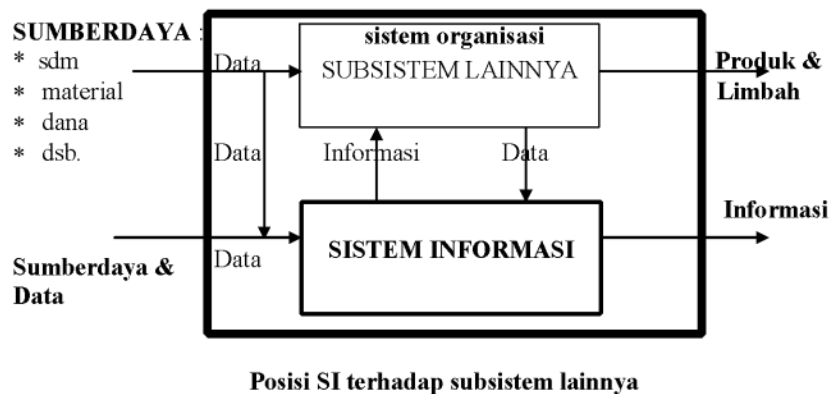 SUMBERDAYA :
* sdm
* material
* dana
* dsb.
Data
sistem organisasi
SUBSISTEM LAINNYA
Produk &
Limbah
Data
Informasi
Data
Informasi
Sumberdaya &
Data
Data
SISTEM INFORMASI
Posisi SI terhadap subsistem lainnya